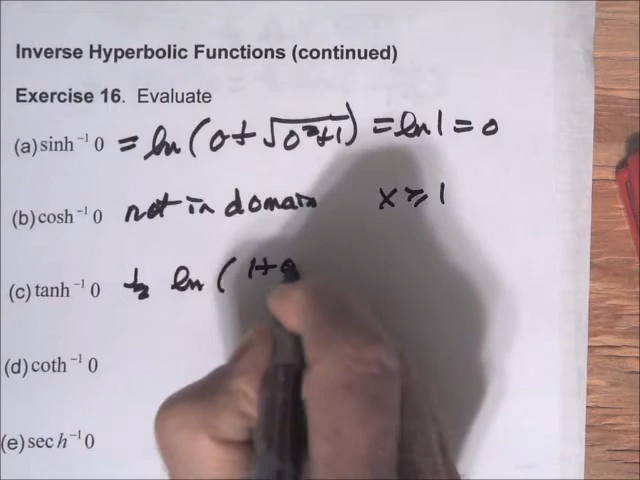 Inverse Hyperbolic Functions (continued)
Exercise 16. Evaluate
(a) sinh⁻¹ 0 = ln(0 + √(0²+1)) = ln 1 = 0
(b) cosh⁻¹ 0 not in domain x ≥ 1
(c) tanh⁻¹ 0 ½ ln ( 1+0
(d) coth⁻¹ 0
(e) sec h⁻¹ 0